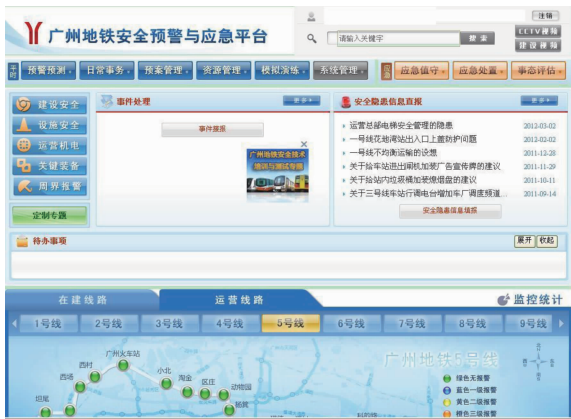 注销
广州地铁安全预警与应急平台
请输入关键字
搜索
CCTV视频
建设视频
平时
预警预测
日常事务
预案管理
资源管理
模拟演练
系统管理
应急
应急值守
应急处置
事态评估
建设安全
设施安全
运营机电
关键装备
周界报警
定制专题
事件处理
更多+
事件接报
广州地铁安全技术
培训与测试专题
安全隐患信息直报
更多+
运营总部电梯安全管理的隐患 2012-03-02
一号线花地湾站出入口上盖防护问题 2012-02-02
一号线不均衡运输的设想 2011-12-28
关于给车站进出闸机加装广告宣传牌的建议 2011-11-29
关于给站内垃圾桶加装烟烟盘的建议 2011-10-11
关于三号线车站行调电台增加车厂调度频道... 2011-09-14
安全隐患信息填报
待办事项
展开
收起
在建线路
运营线路
监控统计
1号线
2号线
3号线
4号线
5号线
6号线
7号线
8号线
9号线
广州地铁5号线
广州火车站
西村
西场
坦尾
小北
淘金
区庄
动物园
杨箕
绿色无报警
蓝色一级报警
黄色二级报警
橙色三级报警